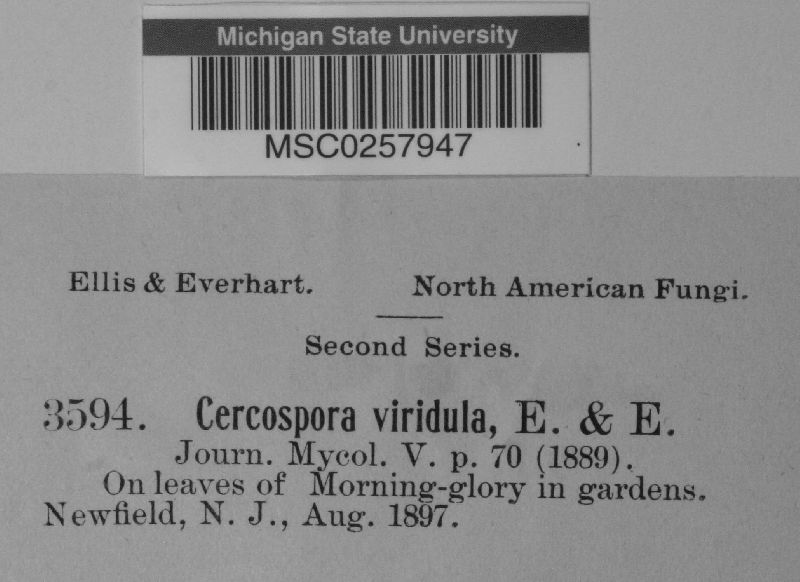 Michigan State University
MSC0257947
Ellis & Everhart. North American Fungi.
Second Series.
3594. Cercospora viridula, E. & E.
Journ. Mycol. V. p. 70 (1889).
On leaves of Morning-glory in gardens.
Newfield, N. J., Aug. 1897.